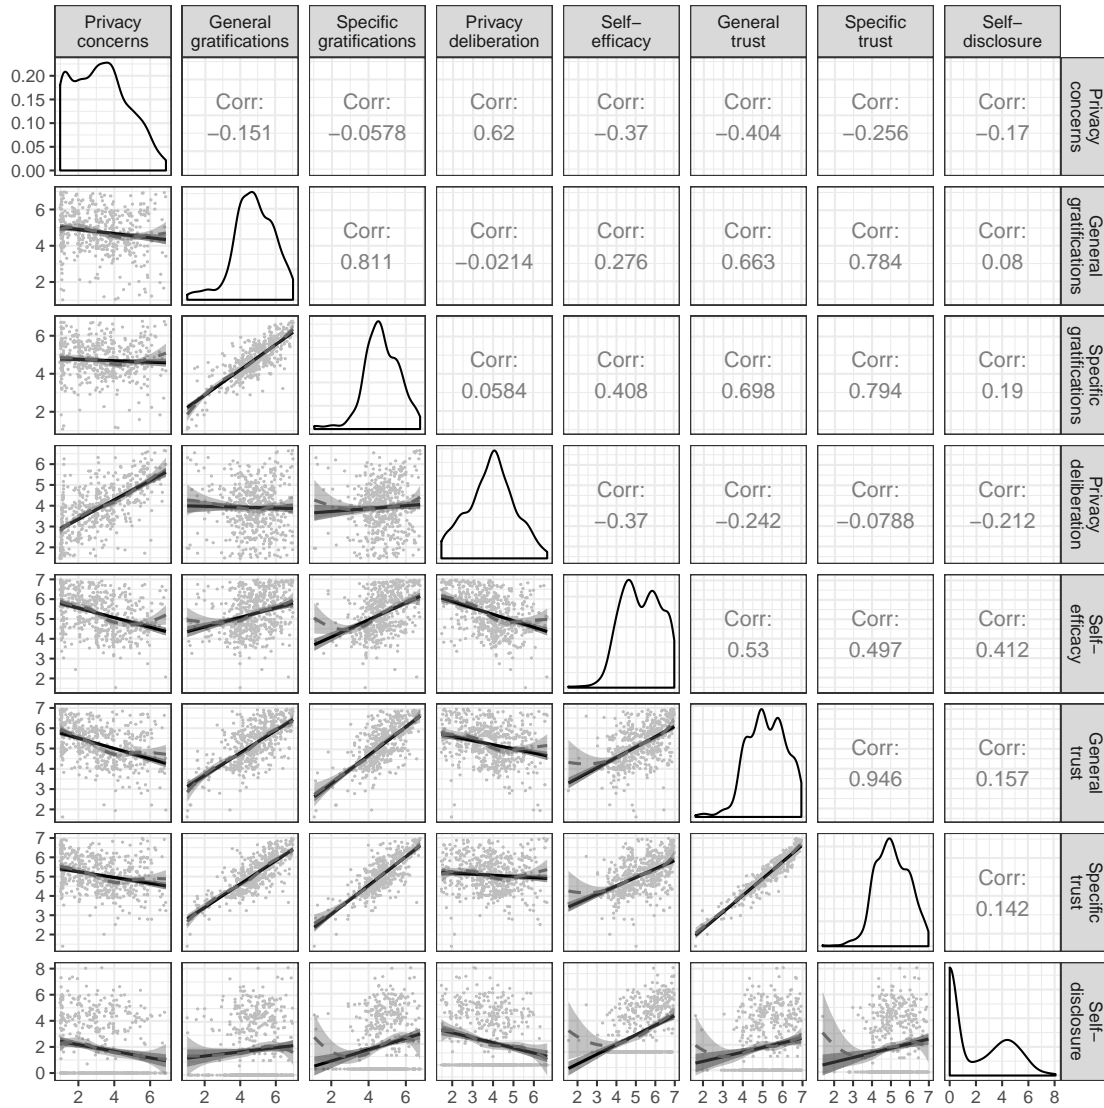 Privacy concerns
General gratifications
Specific gratifications
Privacy deliberation
Self−efficacy
General trust
Specific trust
Self−disclosure
0.20
0.15
0.10
0.05
0.00
Corr: −0.151
Corr: −0.0578
Corr: 0.62
Corr: −0.37
Corr: −0.404
Corr: −0.256
Corr: −0.17
Privacy concerns
6
4
2
Corr: 0.811
Corr: −0.0214
Corr: 0.276
Corr: 0.663
Corr: 0.784
Corr: 0.08
General gratifications
6
4
2
Corr: 0.0584
Corr: 0.408
Corr: 0.698
Corr: 0.794
Corr: 0.19
Specific gratifications
6
5
4
3
2
Corr: −0.37
Corr: −0.242
Corr: −0.0788
Corr: −0.212
Privacy deliberation
7
6
5
4
3
2
Corr: 0.53
Corr: 0.497
Corr: 0.412
Self−efficacy
7
6
5
4
3
2
Corr: 0.946
Corr: 0.157
General trust
7
6
5
4
3
2
Corr: 0.142
Specific trust
8
6
4
2
0
Self−disclosure
2 4 6
2 4 6
2 4 6
2 3 4 5 6
2 3 4 5 6 7
2 3 4 5 6 7
2 3 4 5 6 7
0 2 4 6 8